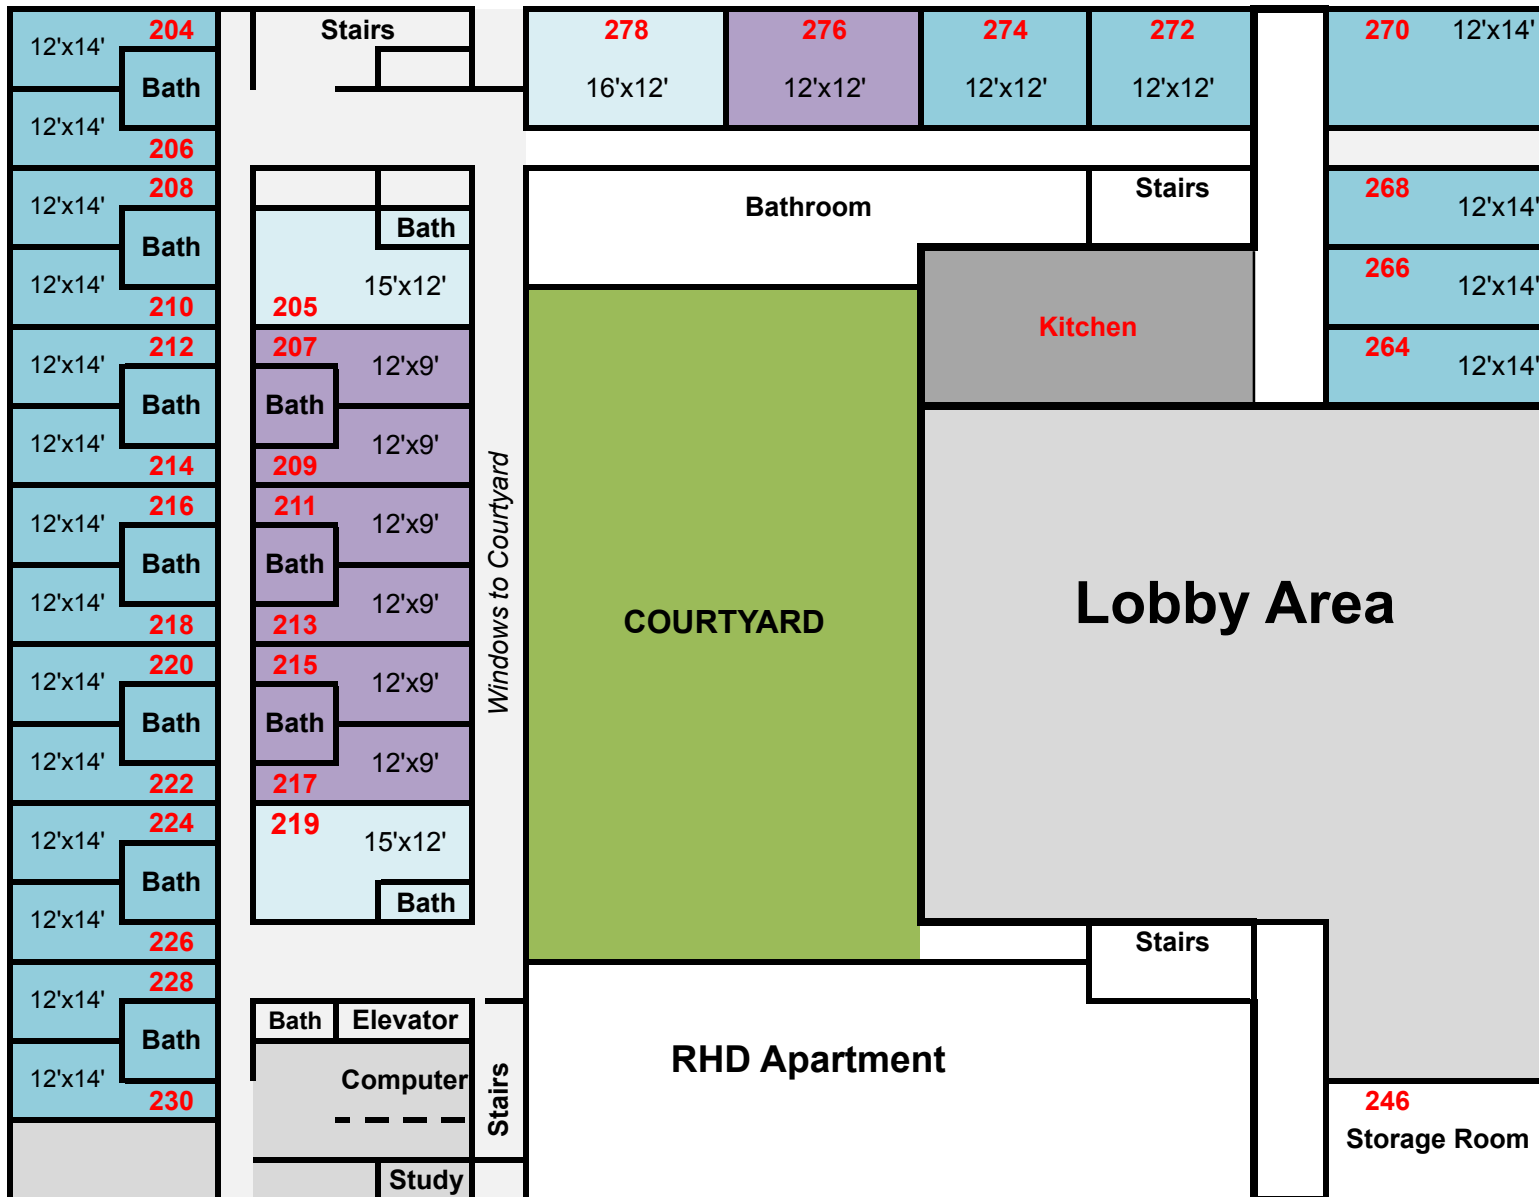 204
12'x14'
Bath
12'x14'
206
208
12'x14'
Bath
12'x14'
210
212
12'x14'
Bath
12'x14'
214
216
12'x14'
Bath
12'x14'
218
220
12'x14'
Bath
12'x14'
222
224
12'x14'
Bath
12'x14'
226
228
12'x14'
Bath
12'x14'
230
Stairs
Bath
15'x12'
205
207
12'x9'
Bath
12'x9'
209
211
12'x9'
Bath
12'x9'
213
215
12'x9'
Bath
12'x9'
217
219
15'x12'
Bath
Bath
Elevator
Computer
Study
Stairs
Windows to Courtyard
278
16'x12'
276
12'x12'
274
12'x12'
272
12'x12'
270
12'x14'
Bathroom
Stairs
268
12'x14'
266
12'x14'
264
12'x14'
Kitchen
COURTYARD
Lobby Area
Stairs
RHD Apartment
246
Storage Room